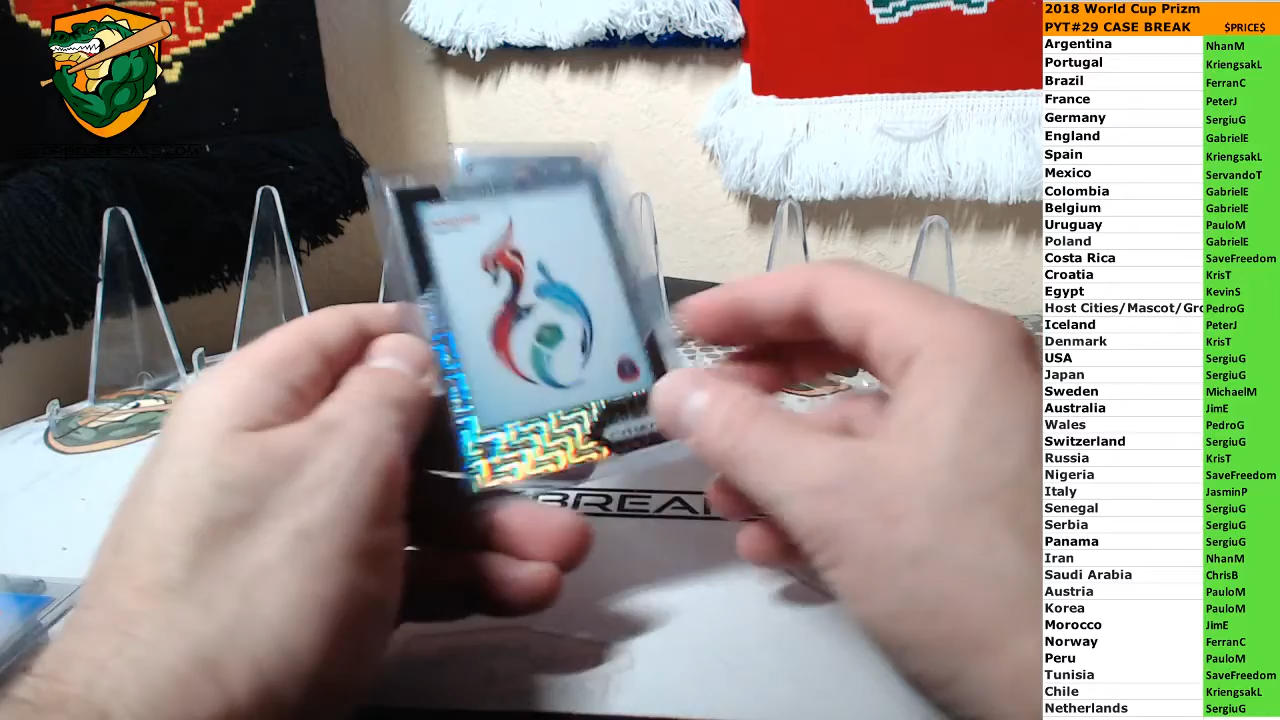 2018 World Cup Prizm
PYT#29 CASE BREAK $PRICE$
Argentina NhanM
Portugal KriengsakL
Brazil FerranC
France PeterJ
Germany SergiuG
England GabrielE
Spain KriengsakL
Mexico ServandoT
Colombia GabrielE
Belgium GabrielE
Uruguay PauloM
Poland GabrielE
Costa Rica SaveFreedom
Croatia KrisT
Egypt KevinS
Host Cities/Mascot/Gro PedroG
Iceland PeterJ
Denmark KrisT
USA SergiuG
Japan SergiuG
Sweden MichaelM
Australia JimE
Wales PedroG
Switzerland SergiuG
Russia KrisT
Nigeria SaveFreedom
Italy JasminP
Senegal SergiuG
Serbia SergiuG
Panama SergiuG
Iran NhanM
Saudi Arabia ChrisB
Austria PauloM
Korea PauloM
Morocco JimE
Norway FerranC
Peru PauloM
Tunisia SaveFreedom
Chile KriengsakL
Netherlands SergiuG